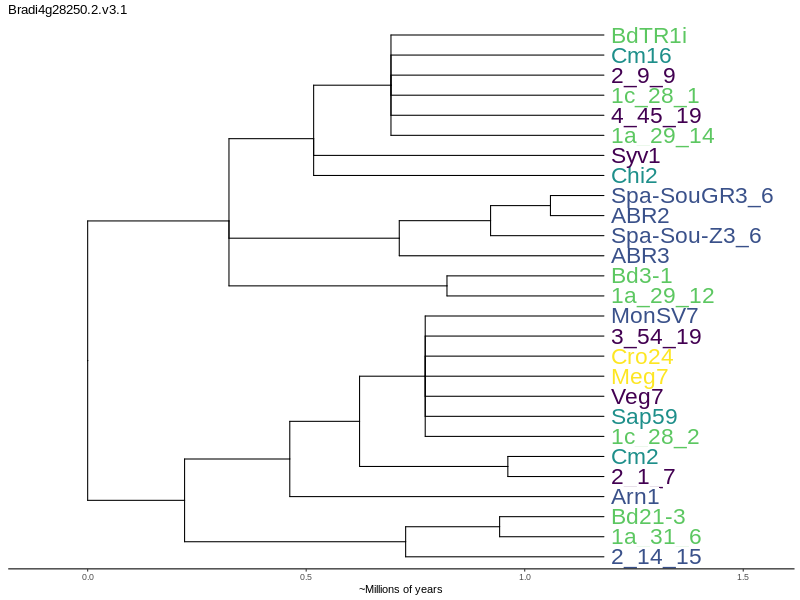 Bradi4g28250.2.v3.1
BdTR1i
Cm16
2_9_9
1c_28_1
4_45_19
1a_29_14
Syv1
Chi2
Spa-SouGR3_6
ABR2
Spa-Sou-Z3_6
ABR3
Bd3-1
1a_29_12
MonSV7
3_54_19
Cro24
Meg7
Veg7
Sap59
1c_28_2
Cm2
2_1_7
Arn1
Bd21-3
1a_31_6
2_14_15
0.0 0.5 1.0 1.5
~Millions of years